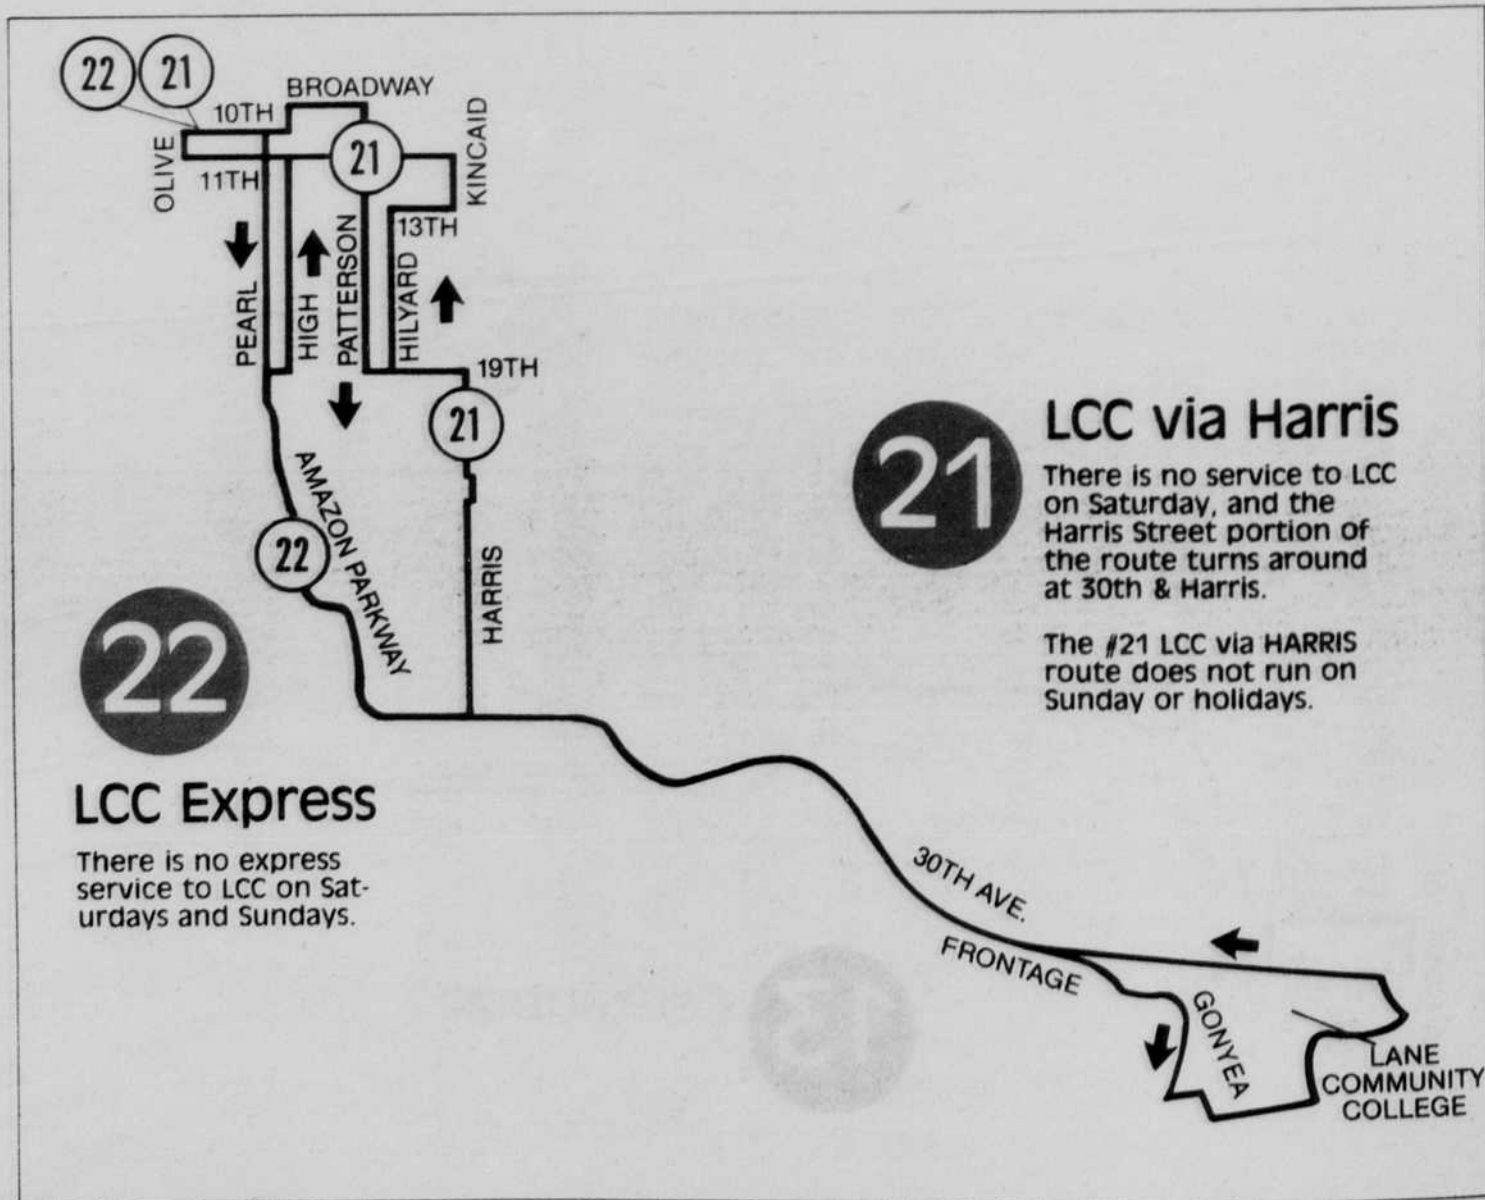 22
21
BROADWAY
10TH
OLIVE
11TH
21
KINCAID
13TH
PEARL
HIGH
PATTERSON
HILYARD
19TH
21
AMAZON PARKWAY
22
HARRIS
21
LCC via Harris
There is no service to LCC
on Saturday, and the
Harris Street portion of
the route turns around
at 30th & Harris.
The #21 LCC via HARRIS
route does not run on
Sunday or holidays.
22
LCC Express
There is no express
service to LCC on Sat-
urdays and Sundays.
30TH AVE.
FRONTAGE
GONYEA
LANE
COMMUNITY
COLLEGE